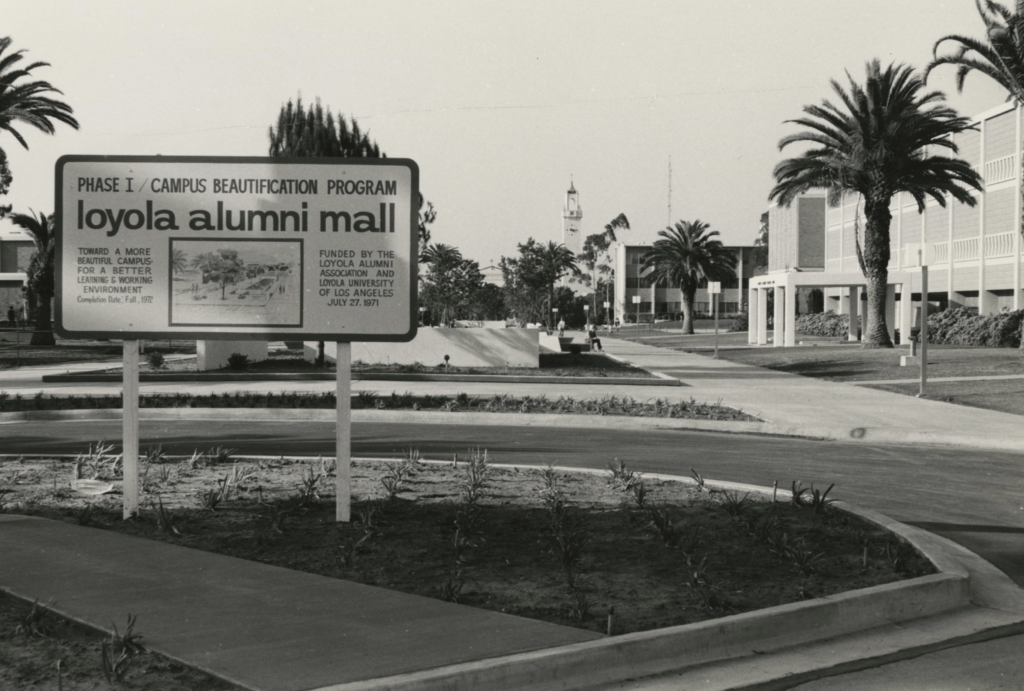 PHASE I / CAMPUS BEAUTIFICATION PROGRAM
loyola alumni mall
TOWARD A MORE
BEAUTIFUL CAMPUS-
FOR A BETTER
LEARNING & WORKING
ENVIRONMENT
Completion Date, Fall, 1972
FUNDED BY THE
LOYOLA ALUMNI
ASSOCIATION AND
LOYOLA UNIVERSITY
OF LOS ANGELES
JULY 27, 1971